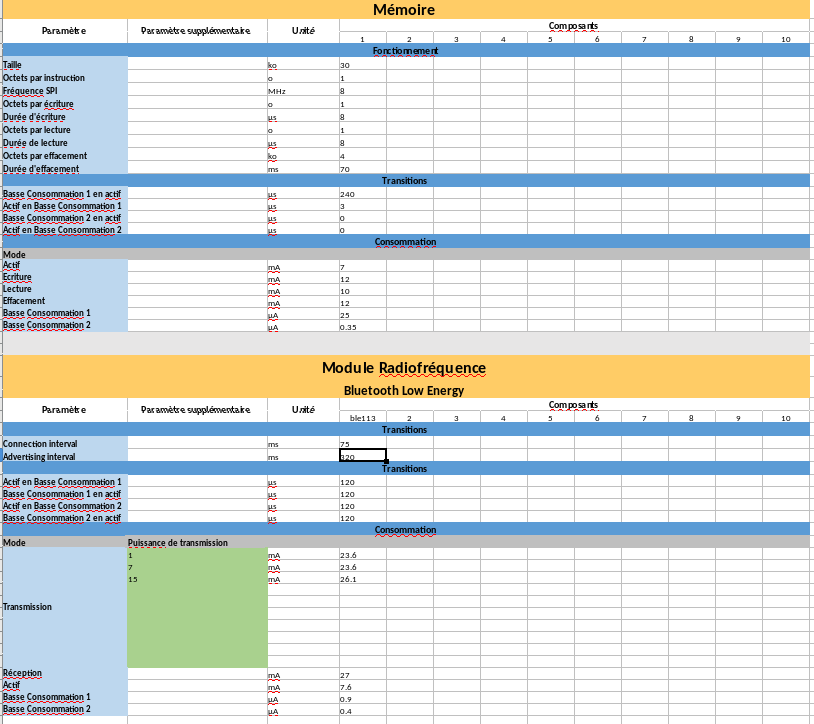 Mémoire
Paramètre Paramètre supplémentaire Unité Composants
1 2 3 4 5 6 7 8 9 10
Fonctionnement
Taille ko 30
Octets par instruction o 1
Fréquence SPI MHz 8
Octets par écriture o 1
Durée d'écriture µs 8
Octets par lecture o 1
Durée de lecture µs 8
Octets par effacement ko 4
Durée d'effacement ms 70
Transitions
Basse Consommation 1 en actif µs 240
Actif en Basse Consommation 1 µs 3
Basse Consommation 2 en actif µs 0
Actif en Basse Consommation 2 µs 0
Consommation
Mode
Actif mA 7
Ecriture mA 12
Lecture mA 10
Effacement mA 12
Basse Consommation 1 µA 25
Basse Consommation 2 µA 0.35
Module Radiofréquence
Bluetooth Low Energy
Paramètre Paramètre supplémentaire Unité Composants
ble113 2 3 4 5 6 7 8 9 10
Transitions
Connection interval ms 75
Advertising interval ms 320
Transitions
Actif en Basse Consommation 1 µs 120
Basse Consommation 1 en actif µs 120
Actif en Basse Consommation 2 µs 120
Basse Consommation 2 en actif µs 120
Consommation
Mode Puissance de transmission
1 mA 23.6
7 mA 23.6
15 mA 26.1
Transmission
Réception mA 27
Actif mA 7.6
Basse Consommation 1 µA 0.9
Basse Consommation 2 µA 0.4